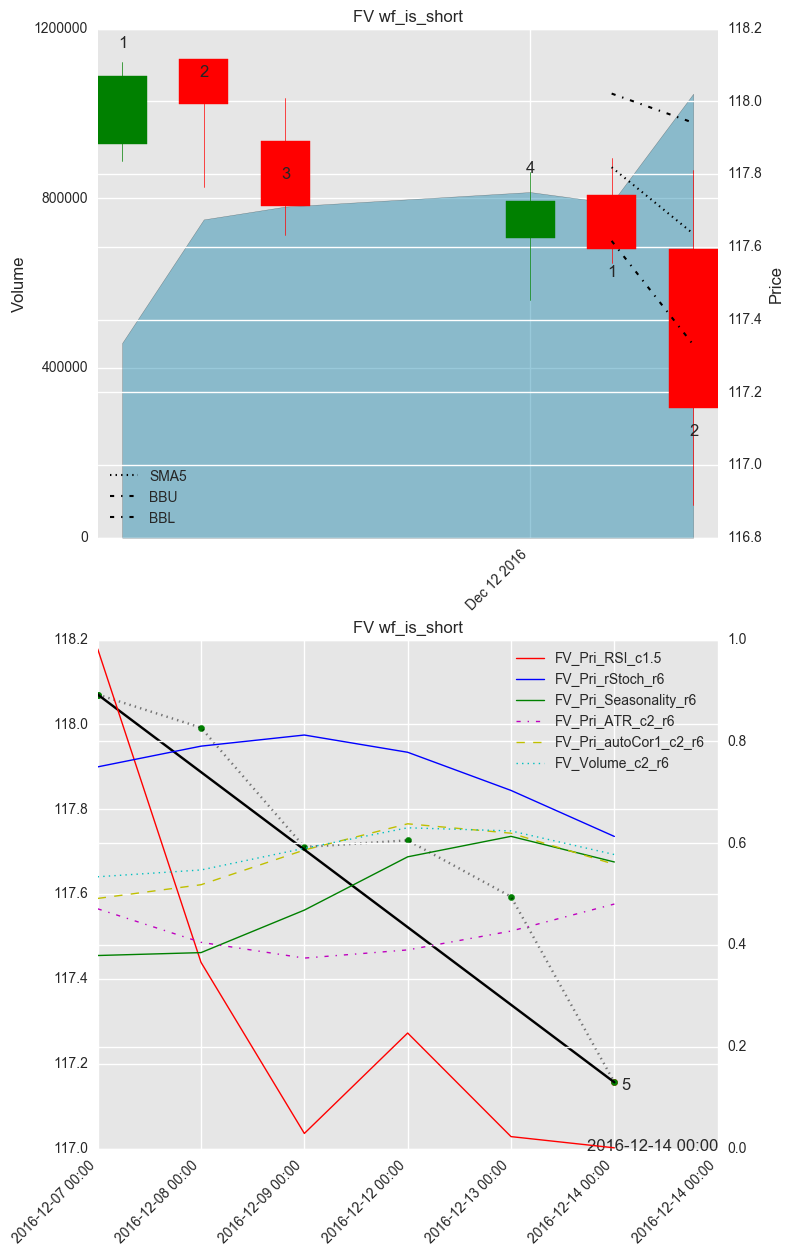 FV wf_is_short
1200000
118.2
1
2
118.0
3
4
117.8
800000
117.6
1
Volume
Price
117.4
400000
117.2
2
117.0
SMA5
BBU
BBL
0
116.8
Dec 12 2016
FV wf_is_short
118.2
1.0
FV_Pri_RSI_c1.5
FV_Pri_rStoch_r6
FV_Pri_Seasonality_r6
118.0
FV_Pri_ATR_c2_r6
0.8
FV_Pri_autoCor1_c2_r6
FV_Volume_c2_r6
117.8
0.6
117.6
0.4
117.4
0.2
117.2
5
2016-12-14 00:00
117.0
0.0
2016-12-07 00:00
2016-12-08 00:00
2016-12-09 00:00
2016-12-12 00:00
2016-12-13 00:00
2016-12-14 00:00
2016-12-14 00:00